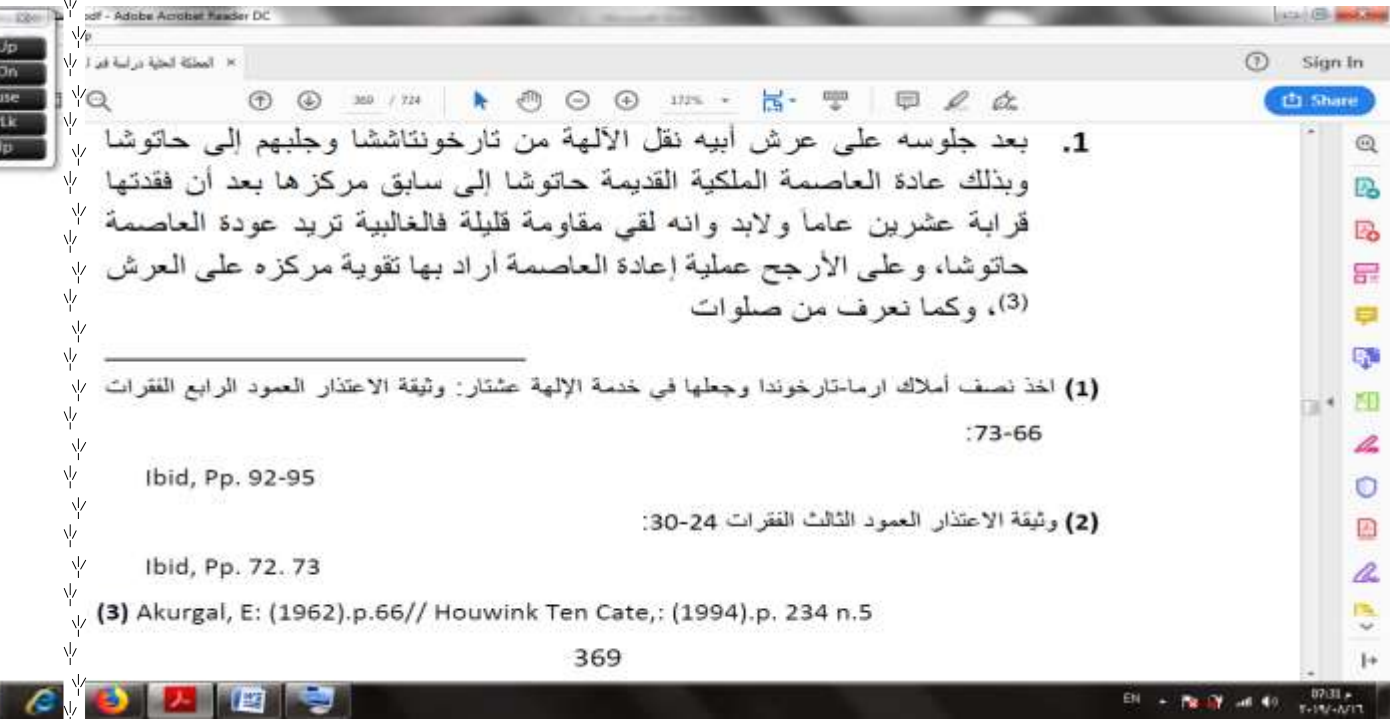 pdf - Adobe Acrobat Reader DC
Sign In
369 / 724
172%
Share
1. بعد جلوسه على عرش أبيه نقل الآلهة من تارخونتاششا وجلبهم إلى حاتوشا
وبذلك عادة العاصمة الملكية القديمة حاتوشا إلى سابق مركزها بعد أن فقدتها
قرابة عشرين عاماً ولابد وانه لقي مقاومة قليلة فالغالبية تريد عودة العاصمة
حاتوشا، وعلى الأرجح عملية إعادة العاصمة أراد بها تقوية مركزه على العرش
(3)، وكما نعرف من صلوات
(1) اخذ نصف أملاك ارما-تارخوندا وجعلها في خدمة الإلهة عشتار: وثيقة الاعتذار العمود الرابع الفقرات
73-66:
Ibid, Pp. 92-95
(2) وثيقة الاعتذار العمود الثالث الفقرات 24-30:
Ibid, Pp. 72. 73
(3) Akurgal, E: (1962).p.66// Houwink Ten Cate,: (1994).p. 234 n.5
369
EN
07:31 م